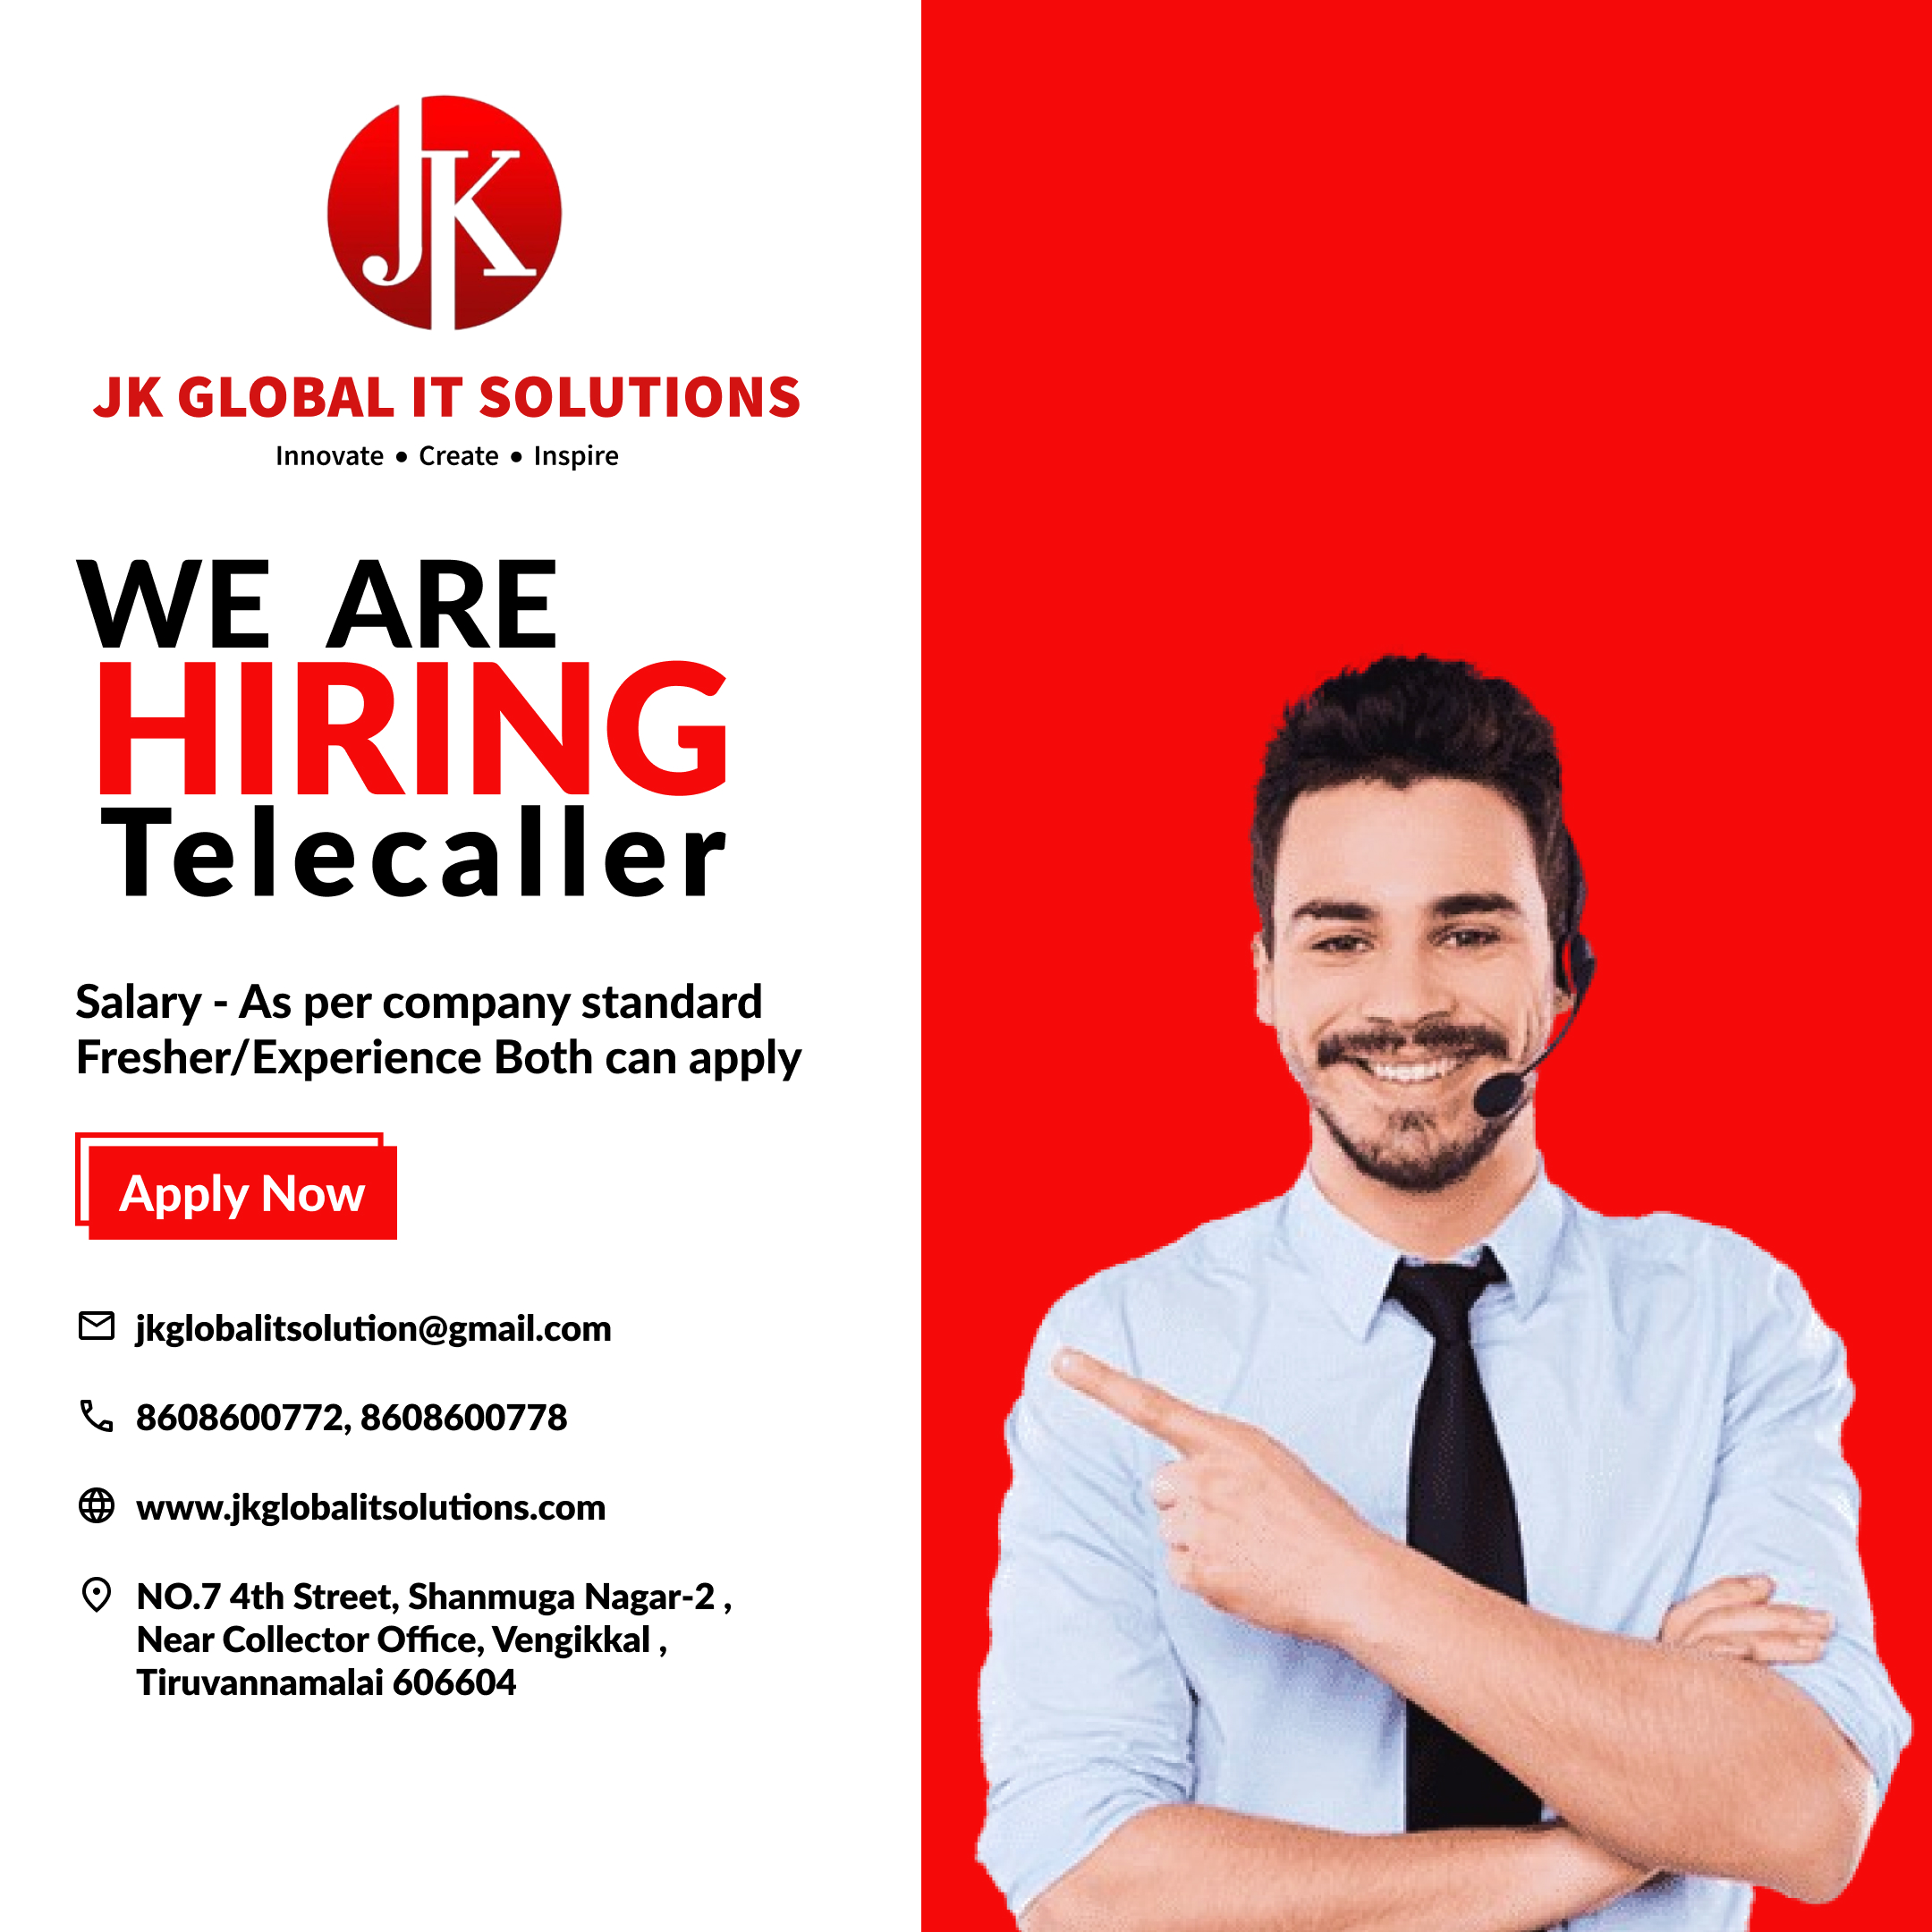 JK
JK GLOBAL IT SOLUTIONS
Innovate • Create • Inspire
WE ARE
HIRING
Telecaller
Salary - As per company standard
Fresher/Experience Both can apply
Apply Now
jkglobalitsolution@gmail.com
8608600772, 8608600778
www.jkglobalitsolutions.com
NO.7 4th Street, Shanmuga Nagar-2 ,
Near Collector Office, Vengikkal ,
Tiruvannamalai 606604